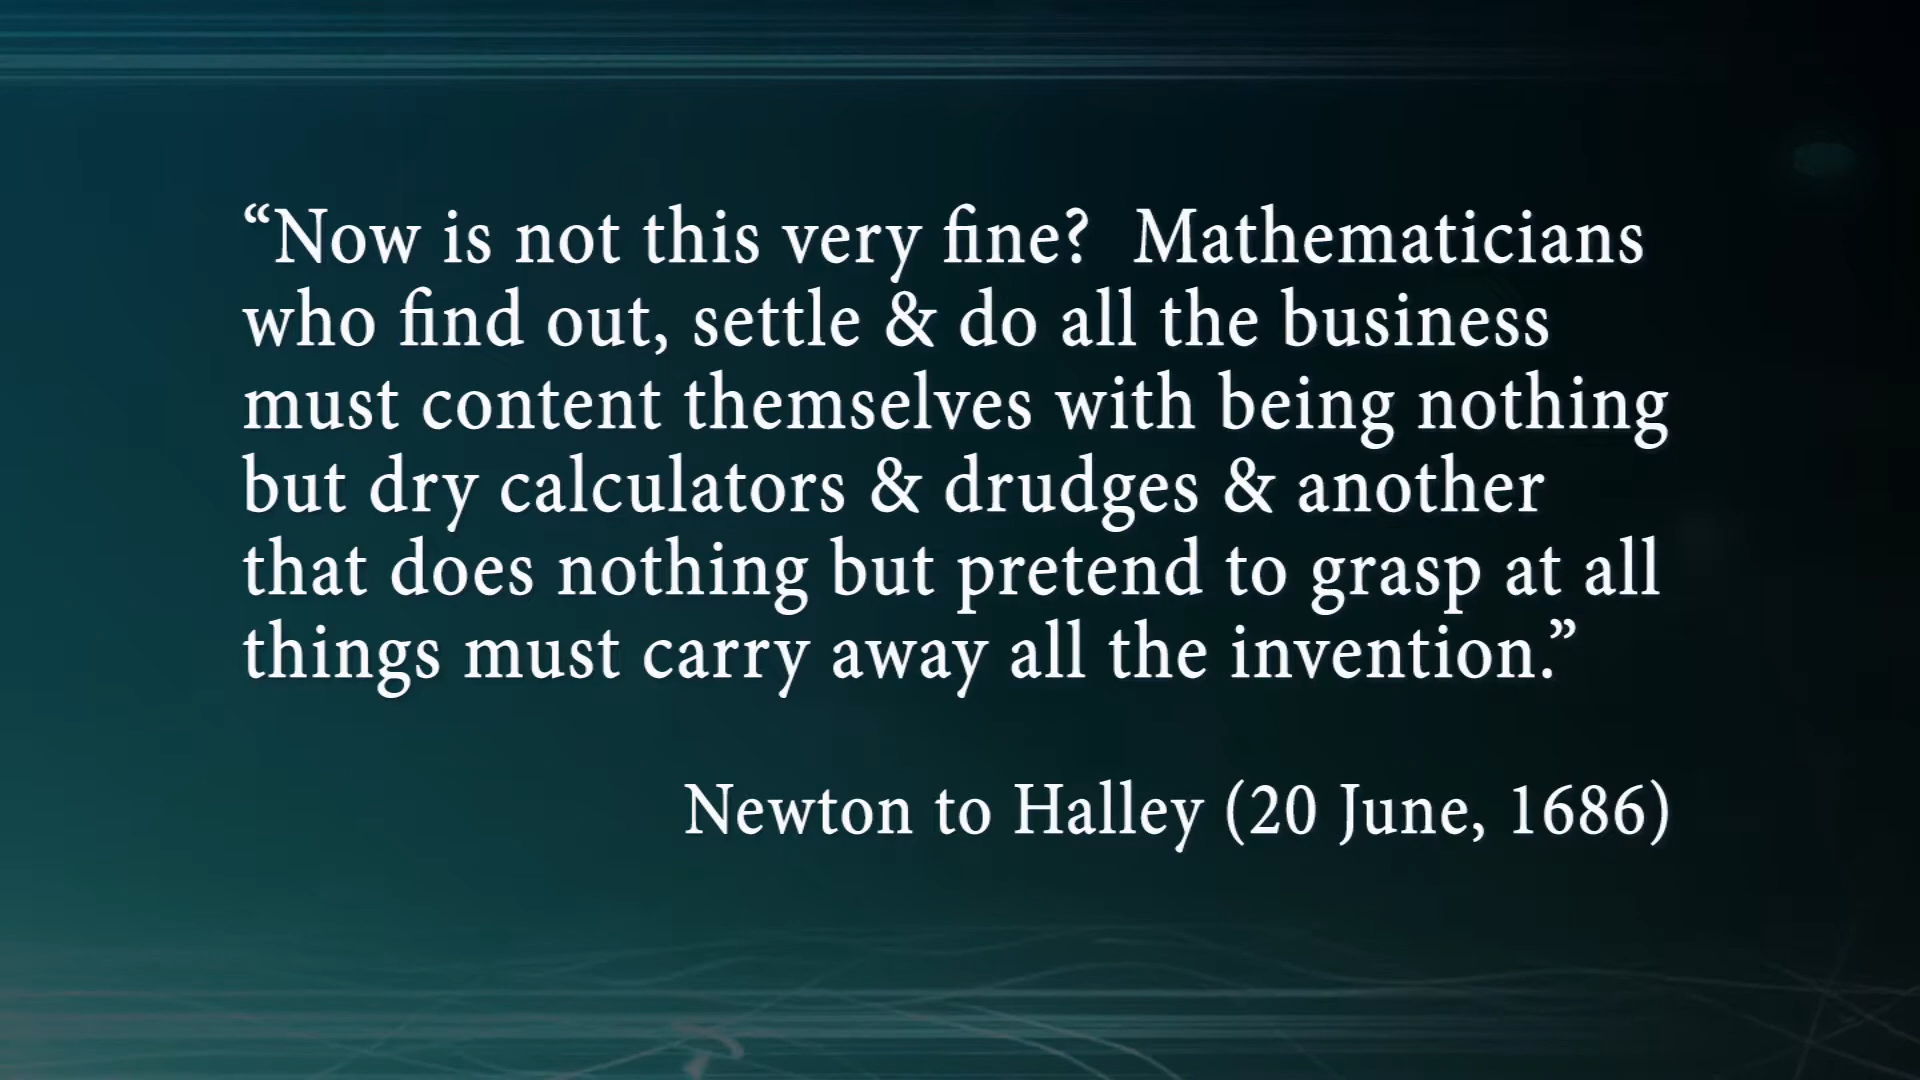 “Now is not this very fine?  Mathematicians
who find out, settle & do all the business
must content themselves with being nothing
but dry calculators & drudges & another
that does nothing but pretend to grasp at all
things must carry away all the invention.”
Newton to Halley (20 June, 1686)